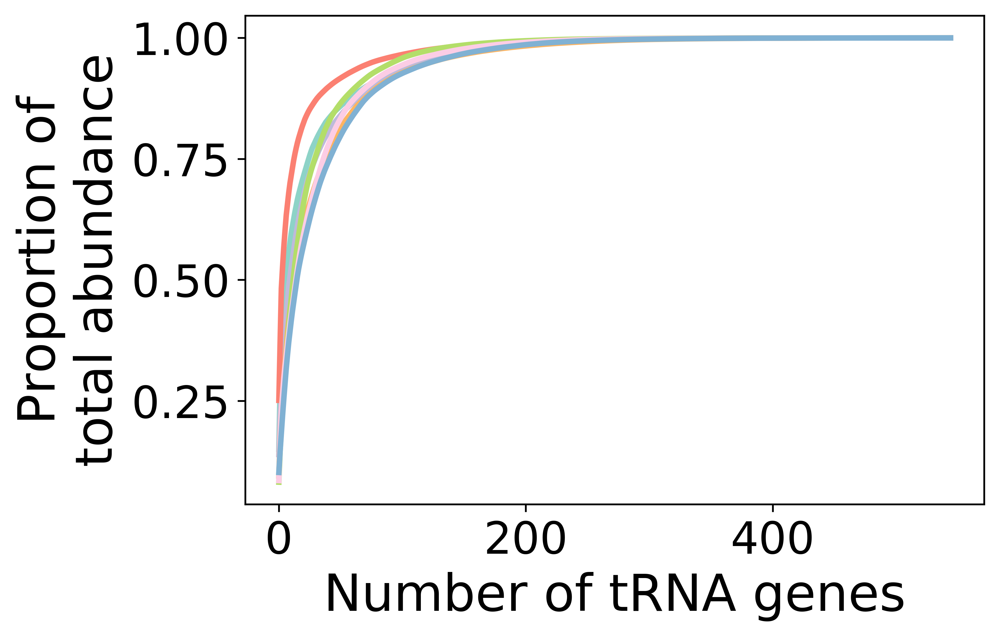 Proportion of
total abundance
1.00
0.75
0.50
0.25
0
200
400
Number of tRNA genes